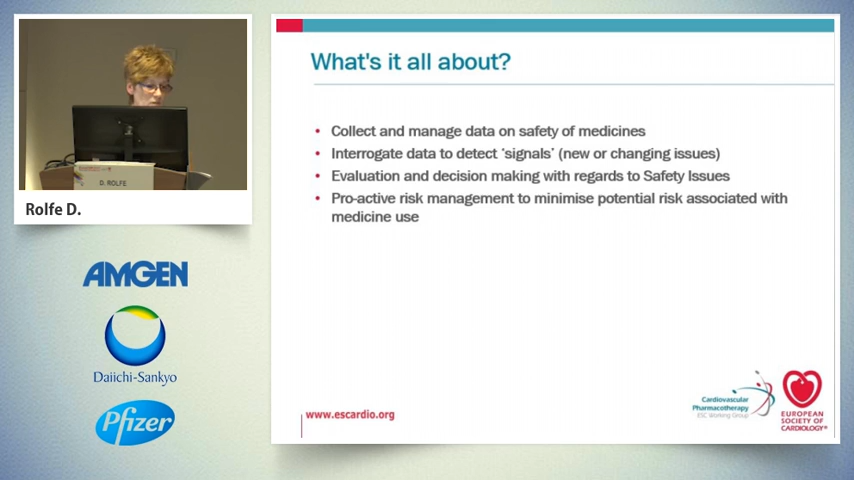 D. ROLFE
Rolfe D.
AMGEN
Daiichi-Sankyo
Pfizer
What's it all about?
• Collect and manage data on safety of medicines
• Interrogate data to detect 'signals' (new or changing issues)
• Evaluation and decision making with regards to Safety Issues
• Pro-active risk management to minimise potential risk associated with
medicine use
www.escardio.org
Cardiovascular
Pharmacotherapy
ESC Working Group
EUROPEAN
SOCIETY OF
CARDIOLOGY®